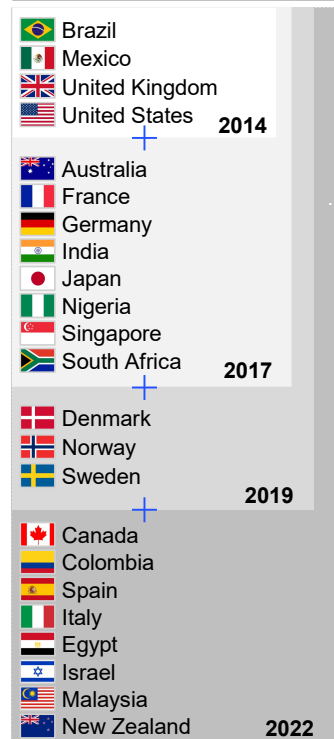 Brazil
Mexico
United Kingdom
United States
2014
Australia
France
Germany
India
Japan
Nigeria
Singapore
South Africa
2017
Denmark
Norway
Sweden
2019
Canada
Colombia
Spain
Italy
Egypt
Israel
Malaysia
New Zealand 2022